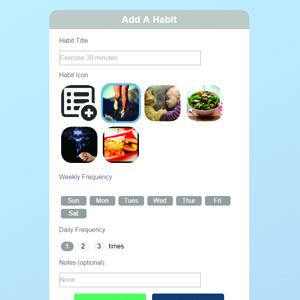 Add A Habit
Habit Title
Exercise 30 minutes
Habit Icon
Weekly Frequency
Sun Mon Tues Wed Thur Fri
Sat
Daily Frequency
1 2 3 times
Notes (optional):
None